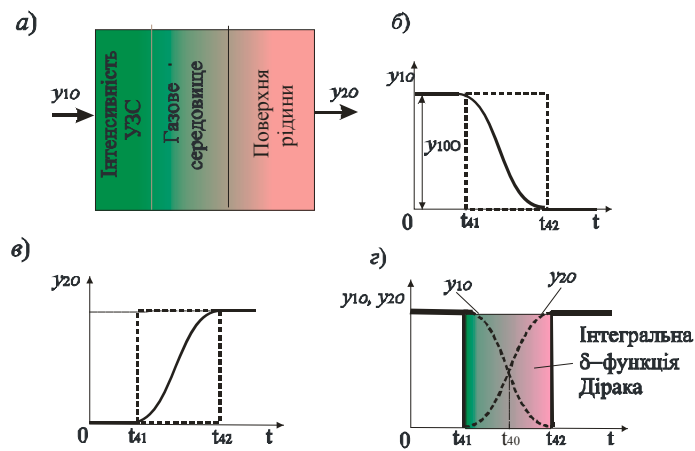 а)
y10
Інтенсивність
УЗС
Газове
середовище
Поверхня
рідини
y20
б)
y10
y100
0
t41
t42
t
в)
y20
0
t41
t42
t
г)
y10, y20
y10
y20
Інтегральна
δ–функція
Дірака
0
t41
t40
t42
t